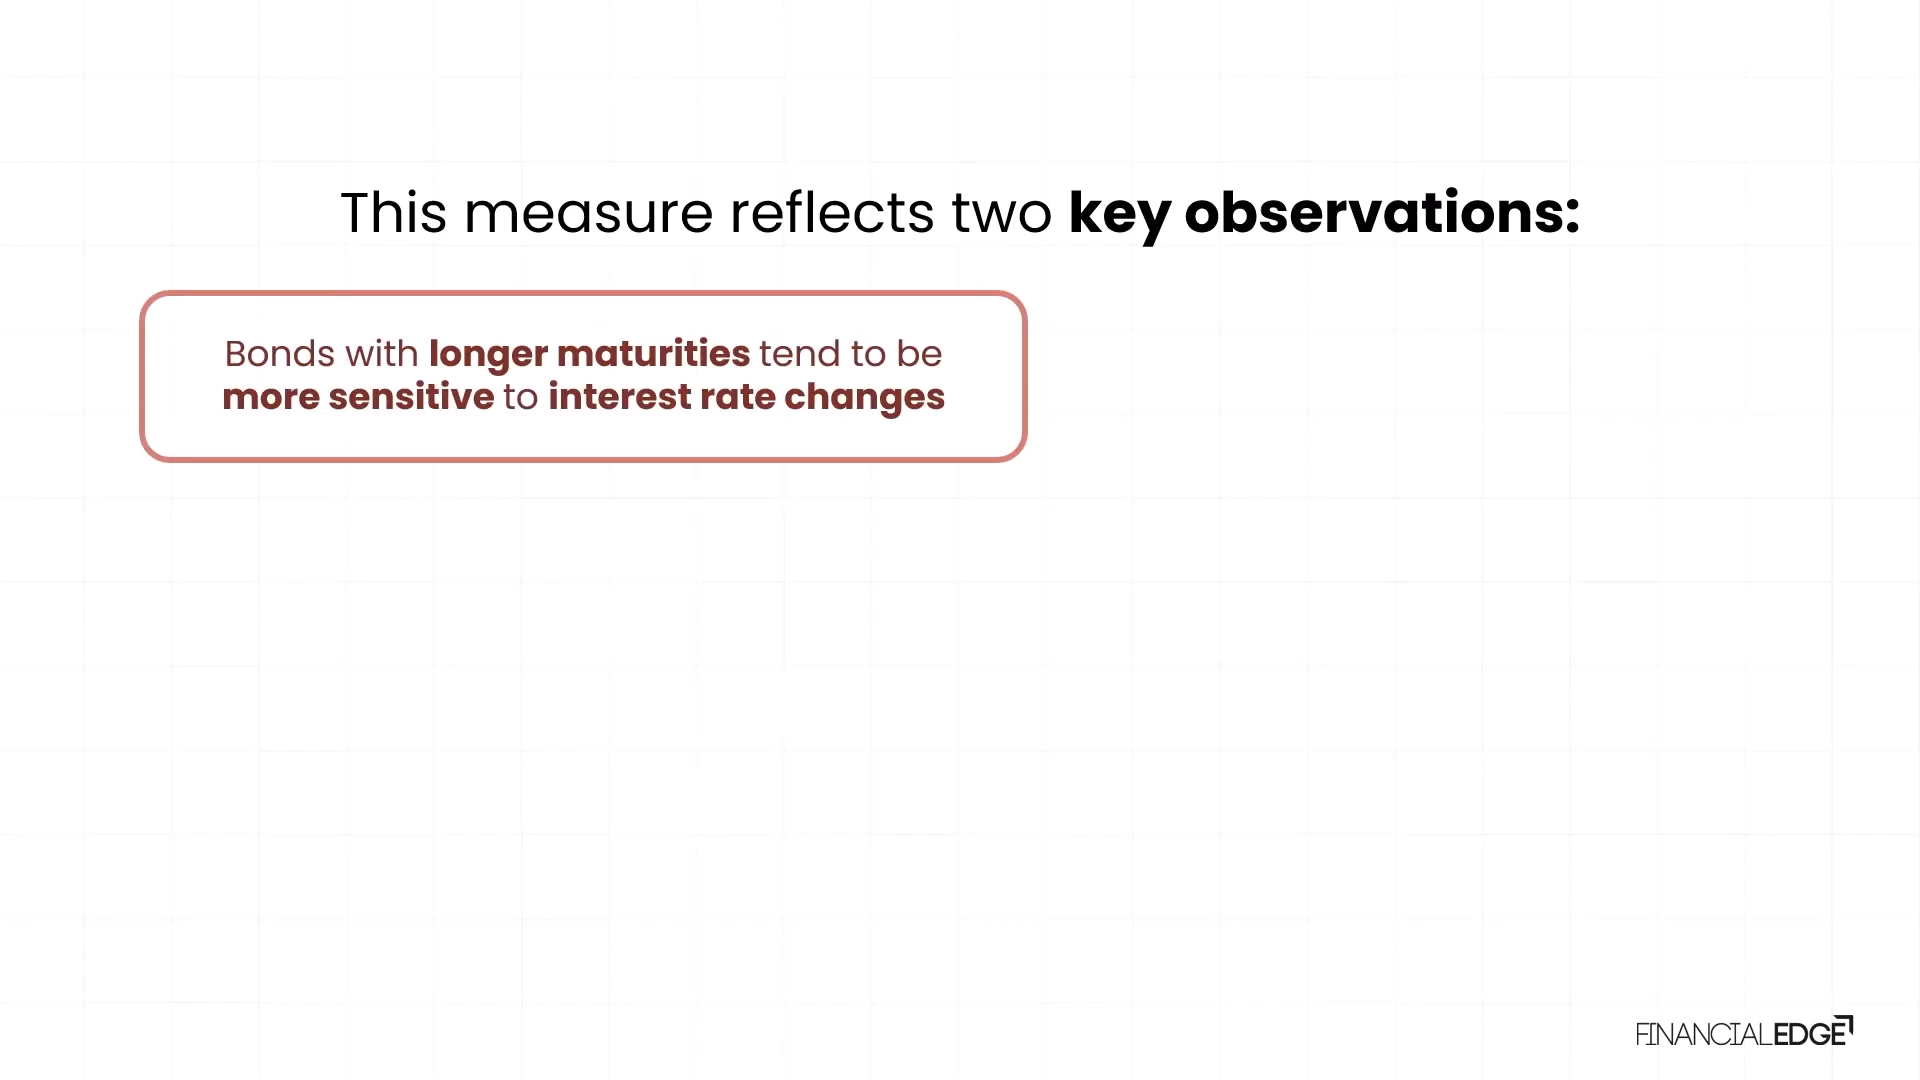 This measure reflects two key observations:
Bonds with longer maturities tend to be
more sensitive to interest rate changes
FINANCIALEDGE